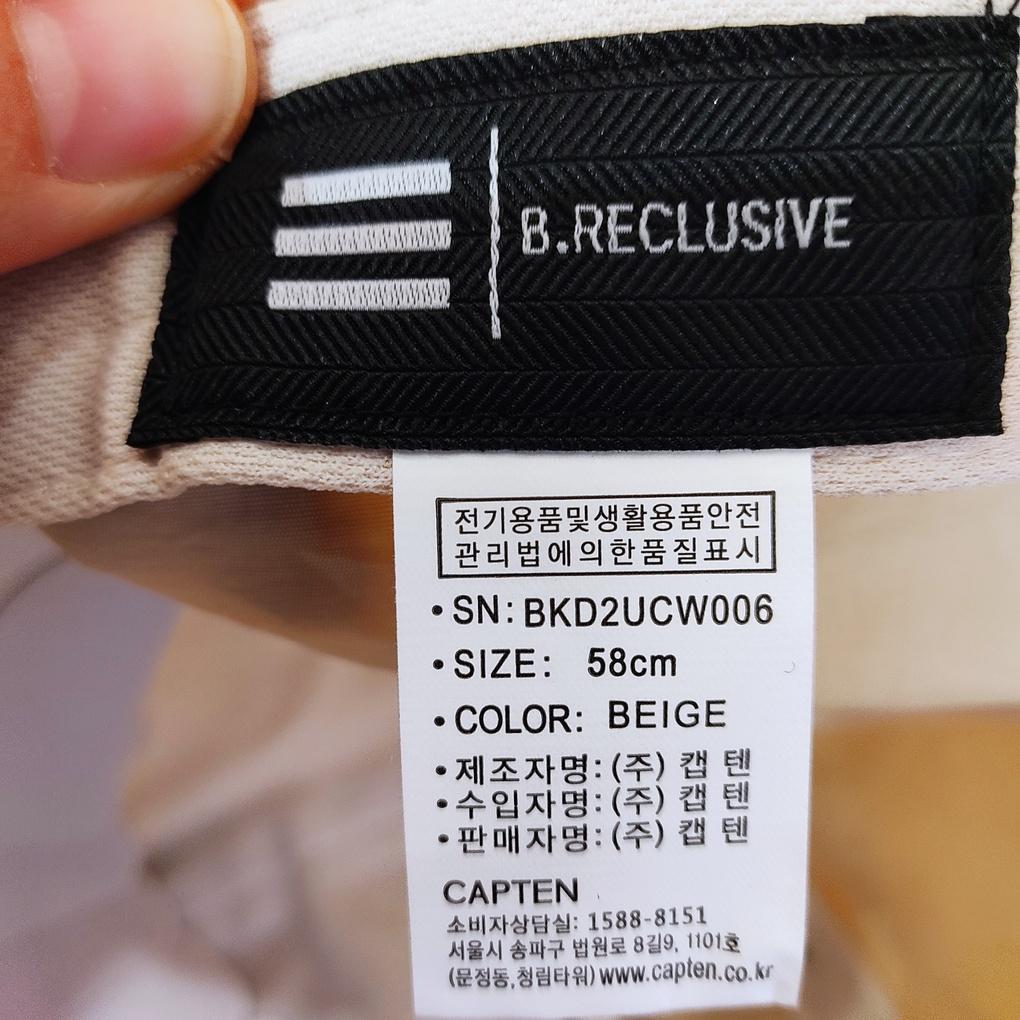 B.RECLUSIVE
전기용품및생활용품안전
관리법에의한품질표시
• SN: BKD2UCW006
• SIZE: 58cm
• COLOR: BEIGE
• 제조자명: (주) 캡텐
• 수입자명: (주) 캡텐
• 판매자명: (주) 캡텐
CAPTEN
소비자상담실: 1588-8151
서울시 송파구 법원로 8길9, 1101호
(문정동,청림타워) www.capten.co.kr